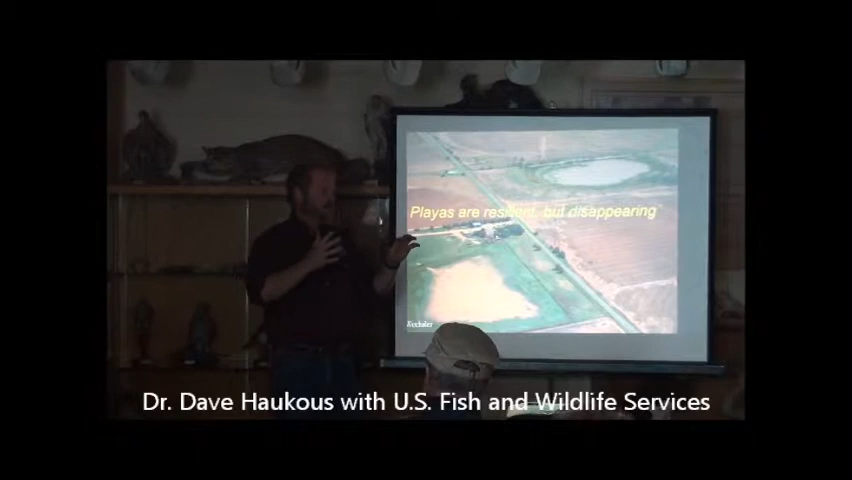 Playas are resilient, but disappearing
Dr. Dave Haukous with U.S. Fish and Wildlife Services